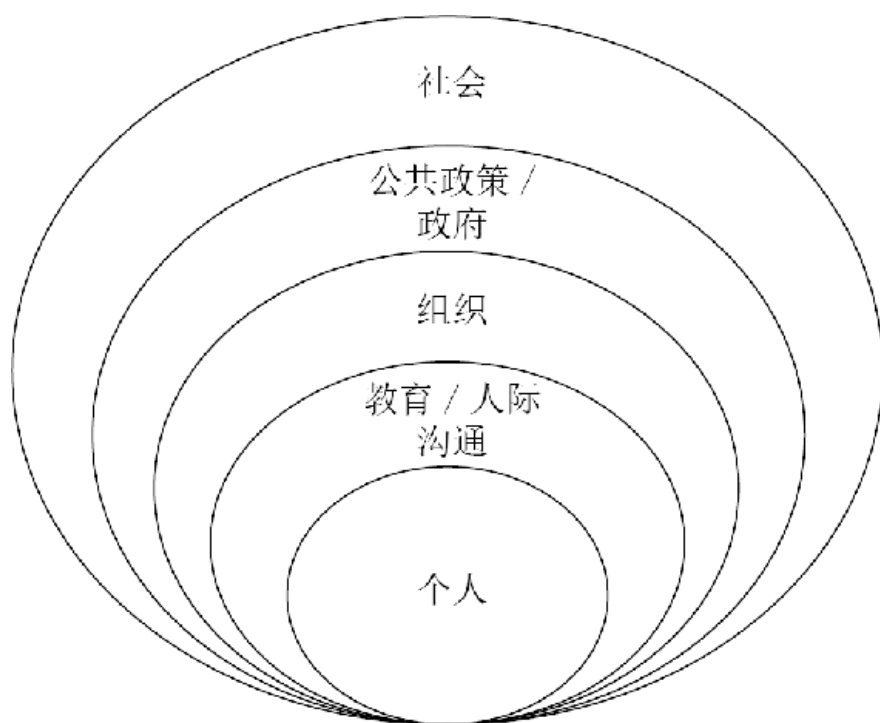 社会
公共政策 /
政府
组织
教育 / 人际
沟通
个人